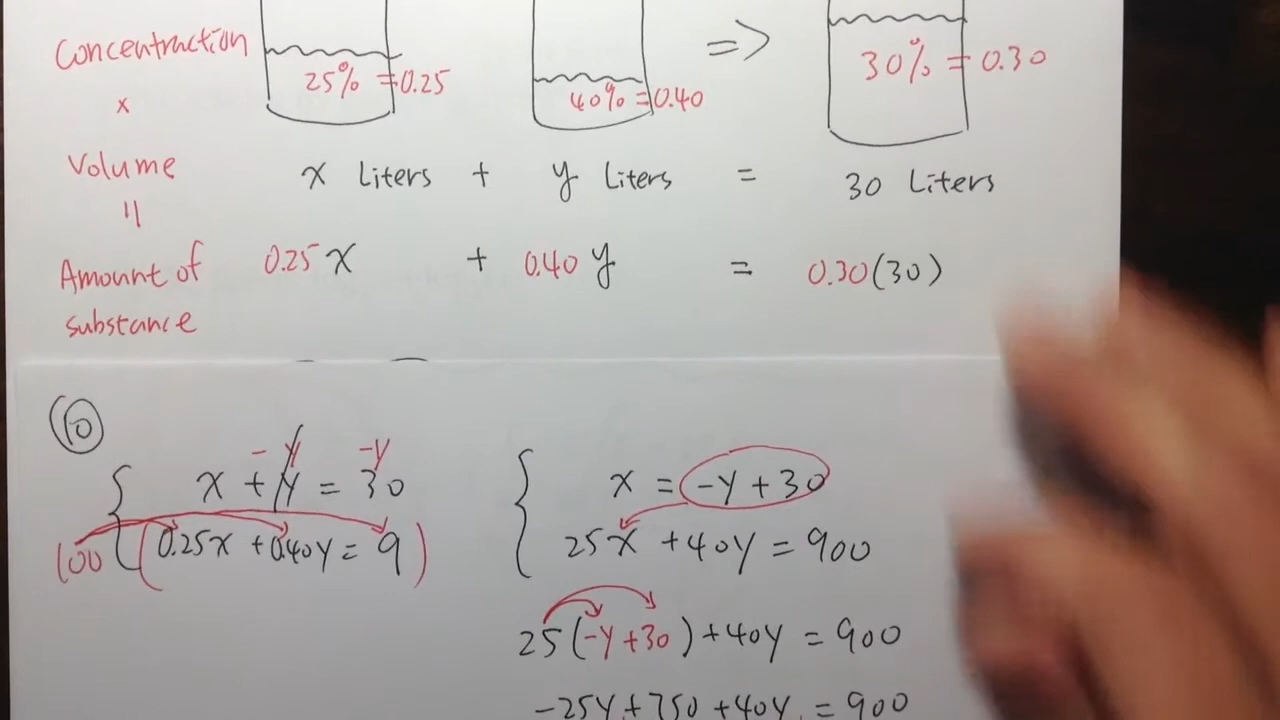 Concentraction 25% = 0.25 40% = 0.40 => 30% = 0.30
x
Volume x Liters + y Liters = 30 Liters
=
Amount of substance 0.25x + 0.40y = 0.30(30)
10
-y -y
x + y = 30
100 (0.25x + 0.40y = 9)
x = -y + 30
25x + 40y = 900
25(-y+30) + 40y = 900
-25y + 750 + 40y = 900